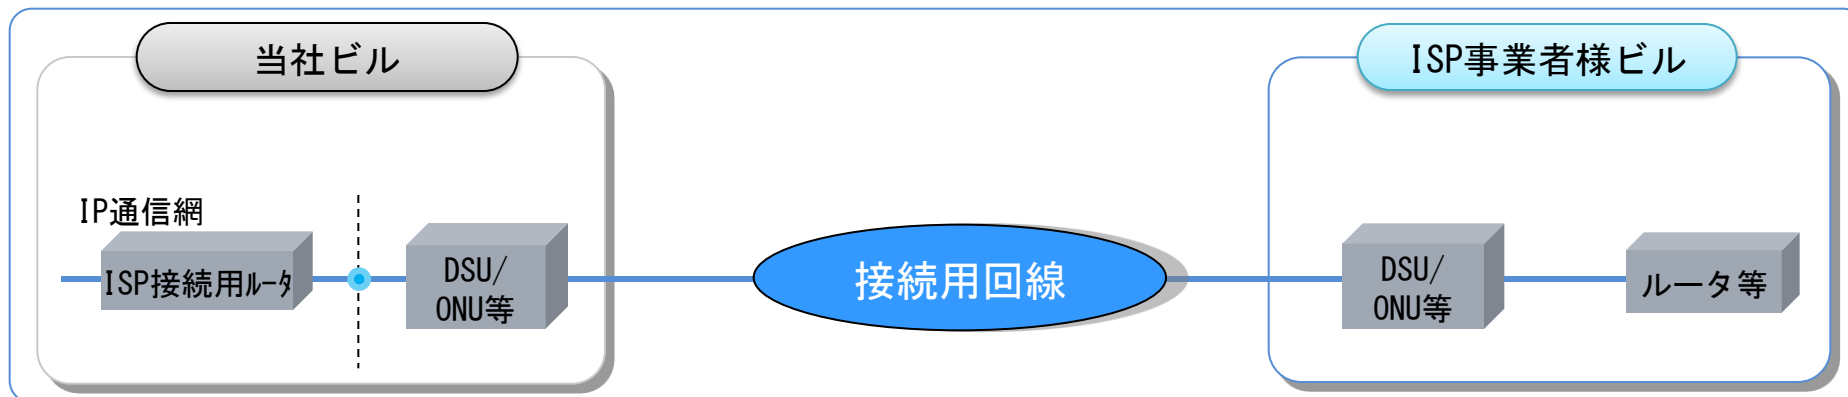 当社ビル
ISP事業者様ビル
IP通信網
ISP接続用ﾙｰﾀ
DSU/
ONU等
接続用回線
DSU/
ONU等
ルータ等